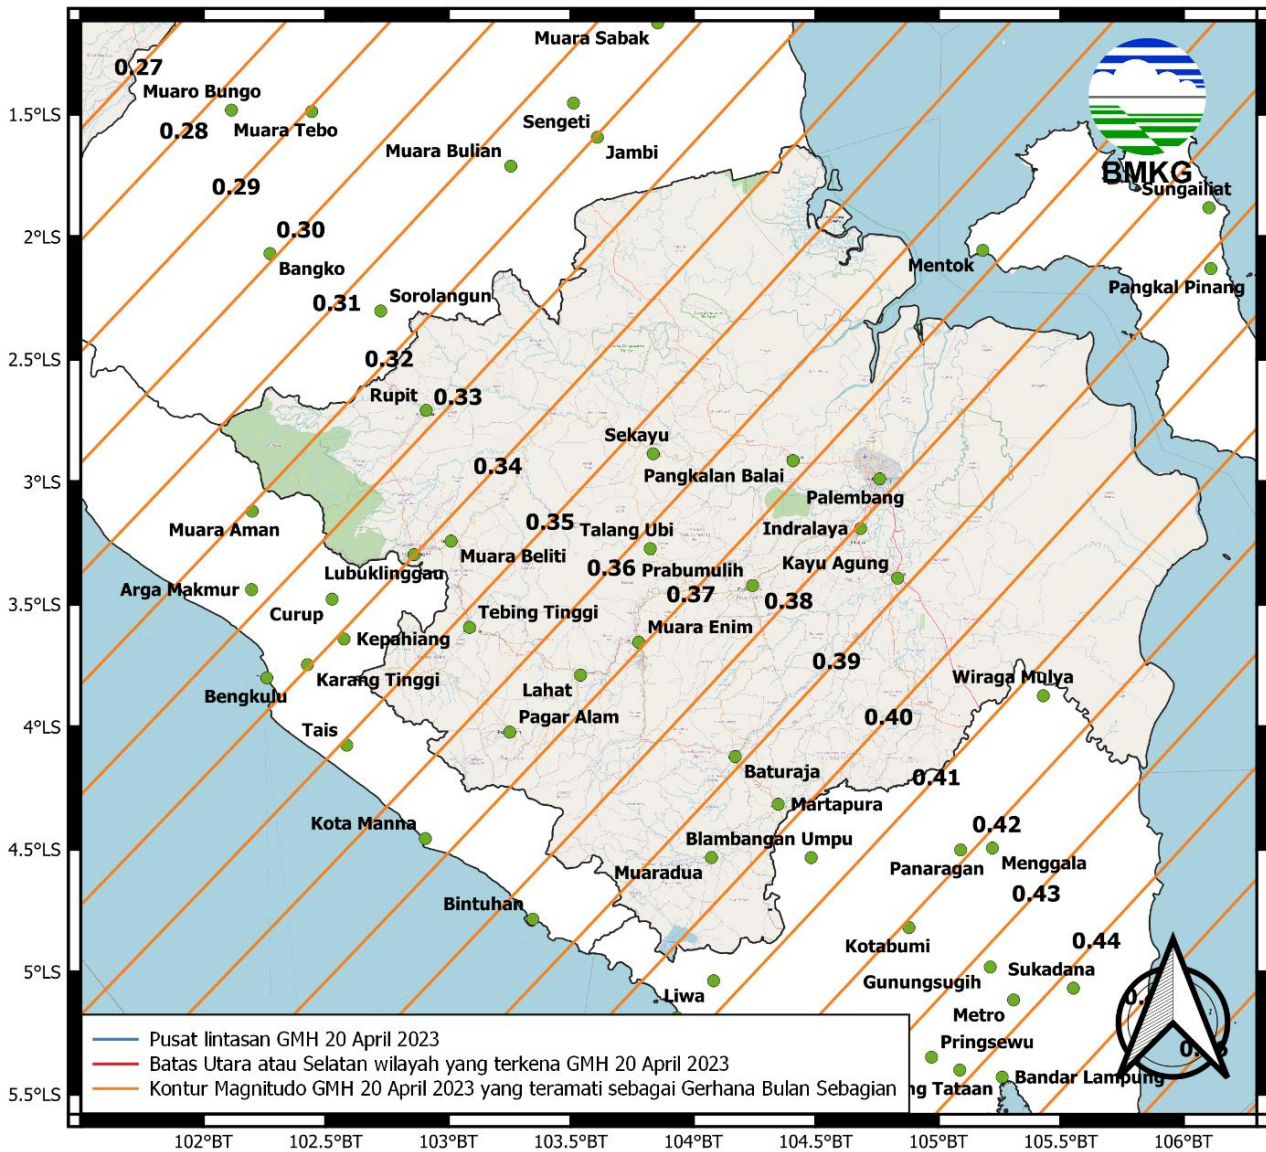 Muara Sabak
0.27
Muaro Bungo
1.5°LS
0.28
Muara Tebo
Sengeti
Muara Bulian
Jambi
BMKG
0.29
Sungailiat
0.30
2°LS
Bangko
Mentok
Pangkal Pinang
0.31
Sorolangun
2.5°LS
0.32
Rupit
0.33
Sekayu
0.34
Pangkalan Balai
3°LS
Palembang
Muara Aman
0.35
Talang Ubi
Indralaya
Muara Beliti
0.36
Prabumulih
Kayu Agung
Lubuklinggau
Arga Makmur
0.37
0.38
3.5°LS
Curup
Tebing Tinggi
Kepahiang
Muara Enim
0.39
Karang Tinggi
Wiraga Mulya
Bengkulu
Lahat
Pagar Alam
0.40
4°LS
Tais
Baturaja
0.41
Martapura
Kota Manna
0.42
Blambangan Umpu
4.5°LS
Panaragan
Menggala
Muaradua
0.43
Bintuhan
0.44
Kotabumi
5°LS
Sukadana
Gunungsugih
Liwa
Metro
Pringsewu
Pusat lintasan GMH 20 April 2023
Batas Utara atau Selatan wilayah yang terkena GMH 20 April 2023
Kontur Magnitudo GMH 20 April 2023 yang teramati sebagai Gerhana Bulan Sebagian
Bandar Lampung
ng Tataan
5.5°LS
102°BT
102.5°BT
103°BT
103.5°BT
104°BT
104.5°BT
105°BT
105.5°BT
106°BT